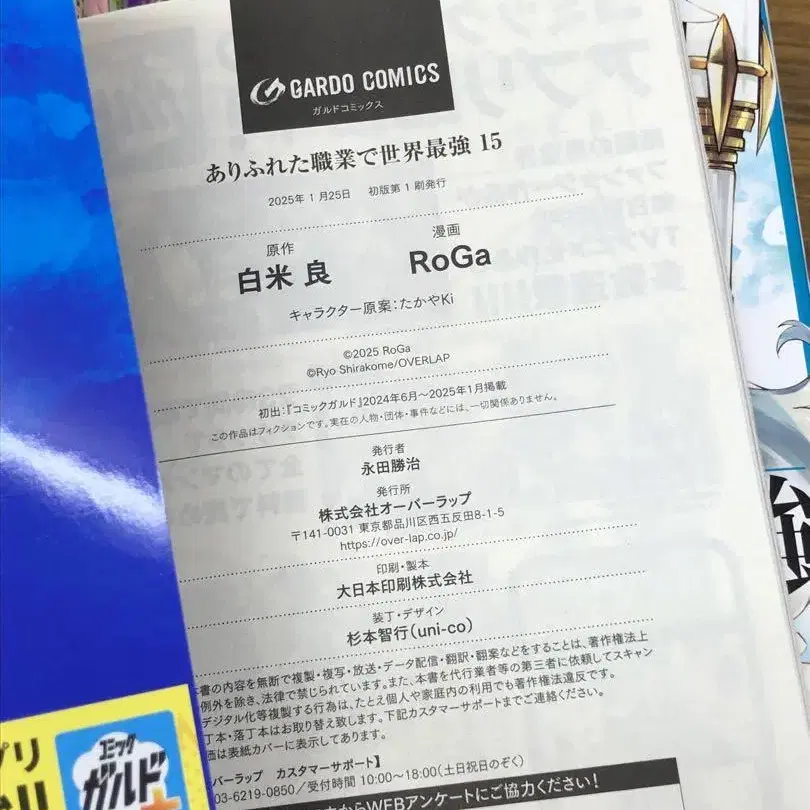 GARDO COMICS
ガルドコミックス
ありふれた職業で世界最強 15
2025年 1月25日 初版第1刷発行
原作
白米 良
漫画
RoGa
キャラクター原案:たかやKi
©2025 RoGa
©Ryo Shirakome/OVERLAP
初出:『コミックガルド』2024年6月〜2025年1月掲載
この作品はフィクションです。実在の人物・団体・事件などには、一切関係ありません。
発行者
永田勝治
発行所
株式会社オーバーラップ
〒141-0031 東京都品川区西五反田8-1-5
https://over-lap.co.jp/
印刷・製本
大日本印刷株式会社
装丁・デザイン
杉本智行(uni-co)
書の内容を無断で複製・複写・放送・データ配信・翻訳・翻案などをすることは、著作権法上
例外を除き、法律で禁じられています。また、本書を代行業者等の第三者に依頼してスキャン
デジタル化等複製する行為は、たとえ個人や家庭内の利用でも著作権法違反です。
丁本・落丁本はお取り替え致します。下記カスタマーサポートまでご連絡ください。
価は表紙カバーに表示してあります。
バーラップ カスタマーサポート】
03-6219-0850/受付時間 10:00〜18:00(土日祝日のぞく)
からWEBアンケートにご協力ください!
プリ
コミック
ガルド